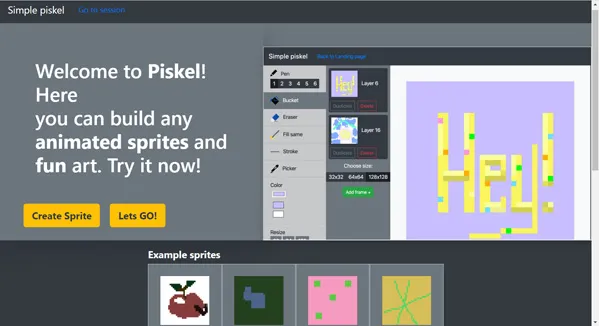 Simple piskel Go to session
Welcome to Piskel!
Here
you can build any
animated sprites and
fun art. Try it now!
Create Sprite Lets GO!
Simple piskel Back to Landing page
Pen
1 2 3 4 5 6
Bucket
Eraser
Fill same
Stroke
Picker
Color
Resize
Layer 6
Duplicate Delete
Layer 16
Duplicate Delete
Choose size:
32x32 64x64 128x128
Add frame +
Hey!
Example sprites